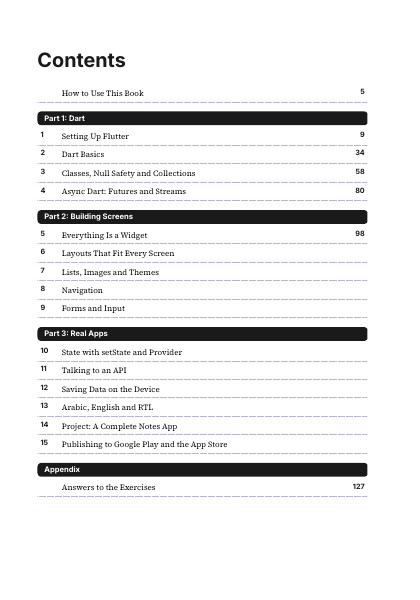 Contents
How to Use This Book 5
Part 1: Dart
1 Setting Up Flutter 9
2 Dart Basics 34
3 Classes, Null Safety and Collections 58
4 Async Dart: Futures and Streams 80
Part 2: Building Screens
5 Everything Is a Widget 98
6 Layouts That Fit Every Screen
7 Lists, Images and Themes
8 Navigation
9 Forms and Input
Part 3: Real Apps
10 State with setState and Provider
11 Talking to an API
12 Saving Data on the Device
13 Arabic, English and RTL
14 Project: A Complete Notes App
15 Publishing to Google Play and the App Store
Appendix
Answers to the Exercises 127